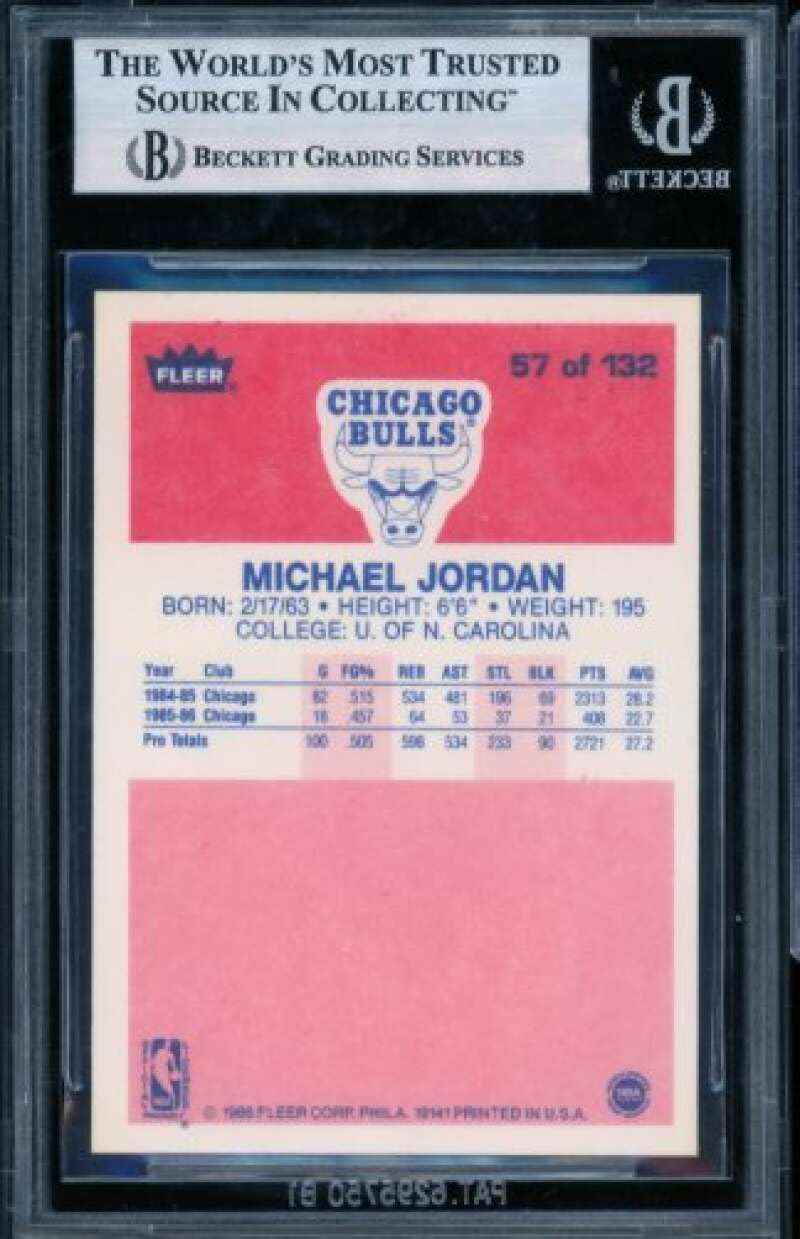 THE WORLD'S MOST TRUSTED
SOURCE IN COLLECTING™
B BECKETT GRADING SERVICES
B
BECKETT®
FLEER®
57 of 132
CHICAGO
BULLS®
MICHAEL JORDAN
BORN: 2/17/63 • HEIGHT: 6'6" • WEIGHT: 195
COLLEGE: U. OF N. CAROLINA
Year Club G FG% REB AST STL BLK PTS AVG
1984-85 Chicago 82 .515 534 481 196 69 2313 28.2
1985-86 Chicago 18 .457 64 53 37 21 408 22.7
Pro Totals 100 .505 598 534 233 90 2721 27.2
© 1986 FLEER CORP. PHILA. 19141 PRINTED IN U.S.A.
PAT. 6295750 B1